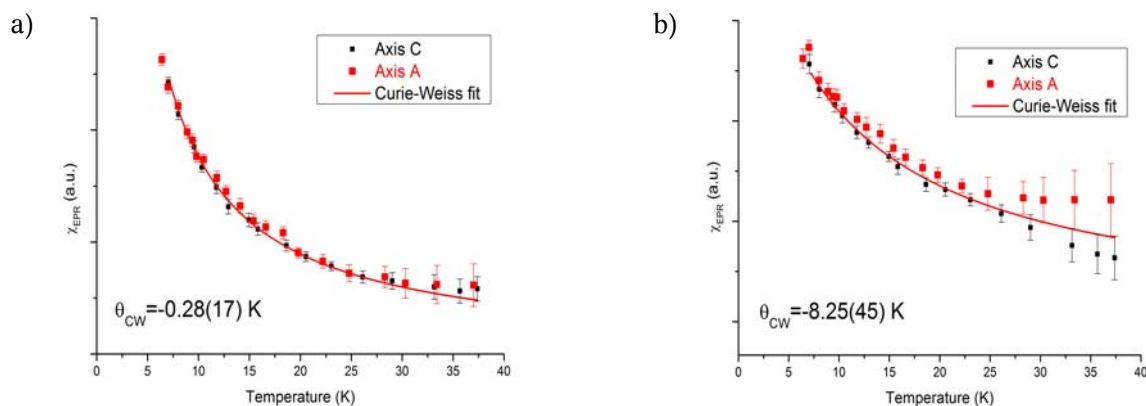 a)
Axis C
Axis A
Curie-Weiss fit
χEPR (a.u.)
θCW=-0.28(17) K
0 5 10 15 20 25 30 35 40
Temperature (K)
b)
Axis C
Axis A
Curie-Weiss fit
χEPR (a.u.)
θCW=-8.25(45) K
0 5 10 15 20 25 30 35 40
Temperature (K)